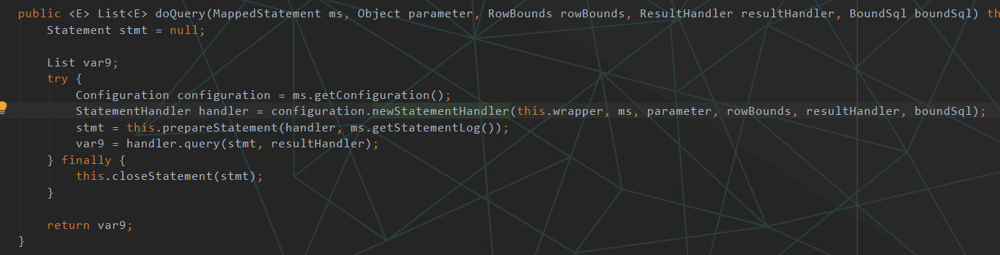 public <E> List<E> doQuery(MappedStatement ms, Object parameter, RowBounds rowBounds, ResultHandler resultHandler, BoundSql boundSql) th
Statement stmt = null;
List var9;
try {
Configuration configuration = ms.getConfiguration();
StatementHandler handler = configuration.newStatementHandler(this.wrapper, ms, parameter, rowBounds, resultHandler, boundSql);
stmt = this.prepareStatement(handler, ms.getStatementLog());
var9 = handler.query(stmt, resultHandler);
} finally {
this.closeStatement(stmt);
}
return var9;
}